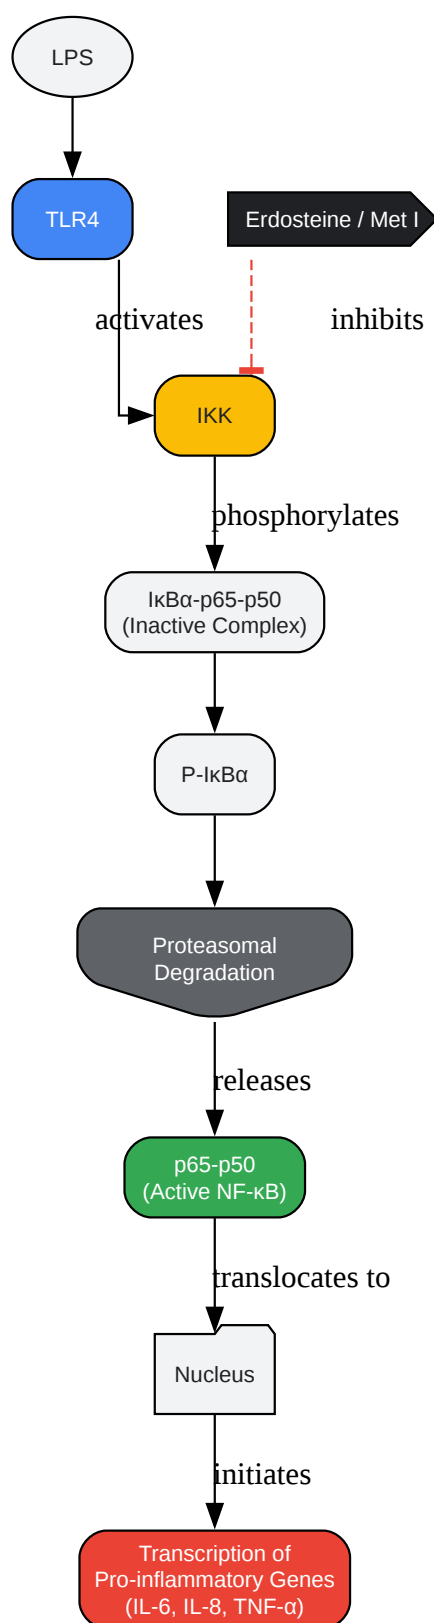 LPS
TLR4
Erdosteine / Met I
activates
inhibits
IKK
phosphorylates
IκBα-p65-p50
(Inactive Complex)
P-IκBα
Proteasomal
Degradation
releases
p65-p50
(Active NF-κB)
translocates to
Nucleus
initiates
Transcription of
Pro-inflammatory Genes
(IL-6, IL-8, TNF-α)